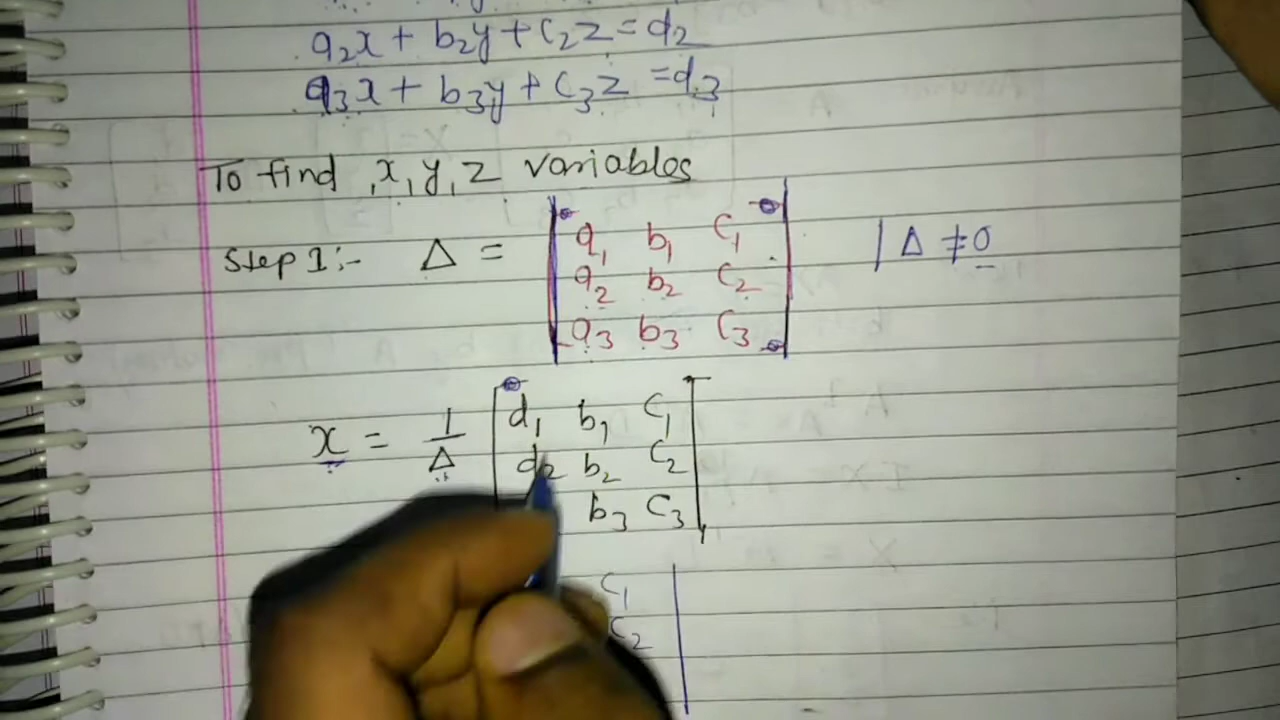 a2x + b2y + c2z = d2
a3x + b3y + c3z = d3
To find x, y, z variables
Step 1:- Δ = | a1 b1 c1 | | Δ ≠ 0
a2 b2 c2
a3 b3 c3
x = 1/Δ | d1 b1 c1 |
d2 b2 c2
b3 c3
c1
c2